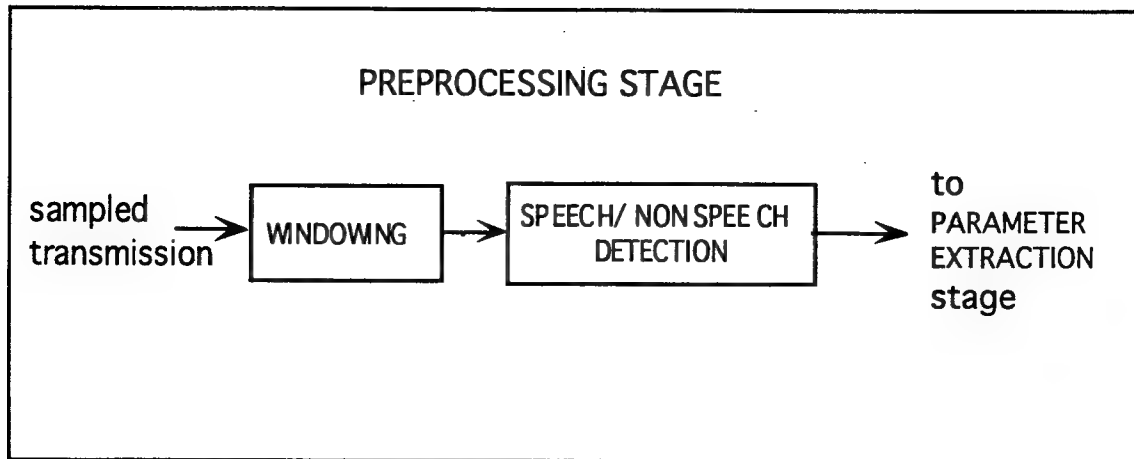 PREPROCESSING STAGE
sampled
transmission
WINDOWING
SPEECH/ NON SPEECH
DETECTION
to
PARAMETER
EXTRACTION
stage